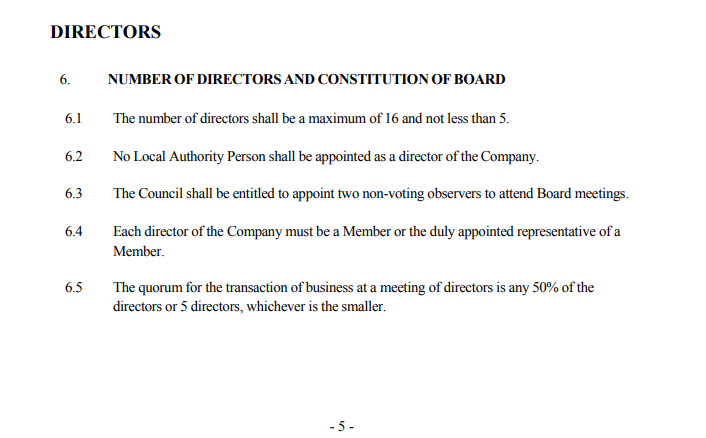 DIRECTORS
6. NUMBER OF DIRECTORS AND CONSTITUTION OF BOARD
6.1 The number of directors shall be a maximum of 16 and not less than 5.
6.2 No Local Authority Person shall be appointed as a director of the Company.
6.3 The Council shall be entitled to appoint two non-voting observers to attend Board meetings.
6.4 Each director of the Company must be a Member or the duly appointed representative of a
Member.
6.5 The quorum for the transaction of business at a meeting of directors is any 50% of the
directors or 5 directors, whichever is the smaller.
- 5 -